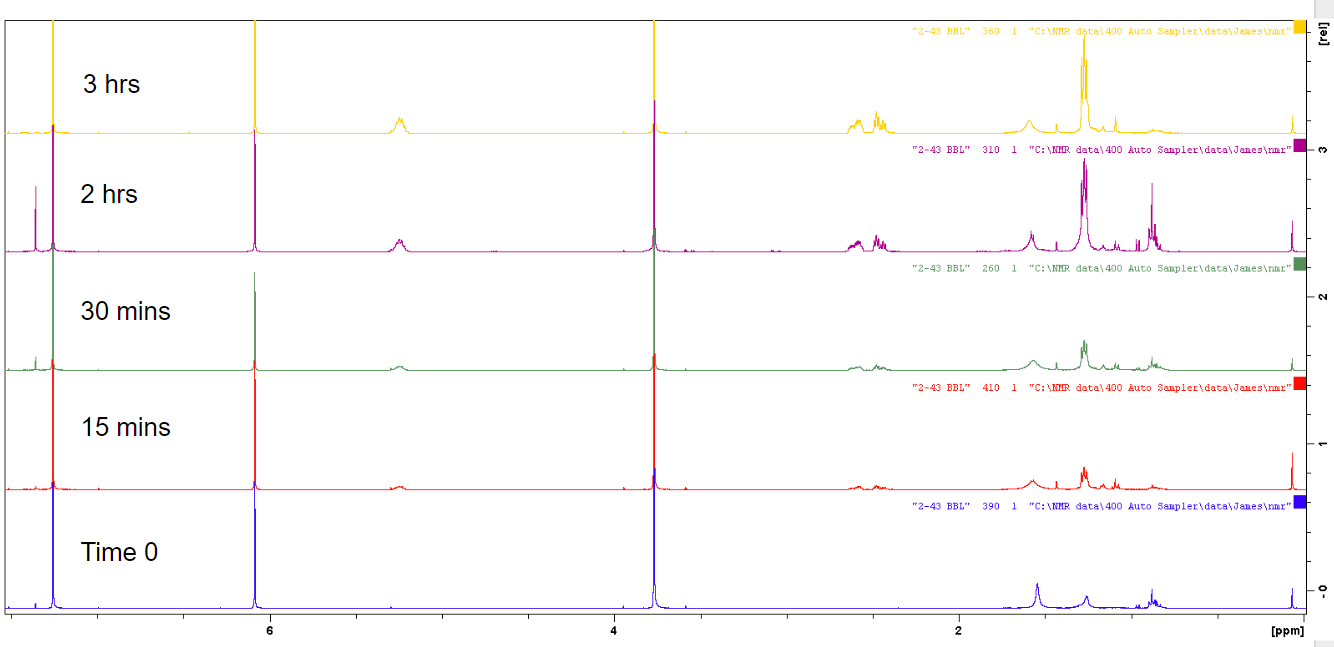 "2-43 BBL" 360 1 "C:\NMR data\400 Auto Sampler\data\James\nmr"
[rel]
3 hrs
"2-43 BBL" 310 1 "C:\NMR data\400 Auto Sampler\data\James\nmr"
3
2 hrs
"2-43 BBL" 260 1 "C:\NMR data\400 Auto Sampler\data\James\nmr"
2
30 mins
"2-43 BBL" 410 1 "C:\NMR data\400 Auto Sampler\data\James\nmr"
15 mins
1
"2-43 BBL" 390 1 "C:\NMR data\400 Auto Sampler\data\James\nmr"
Time 0
0
6 4 2 [ppm]